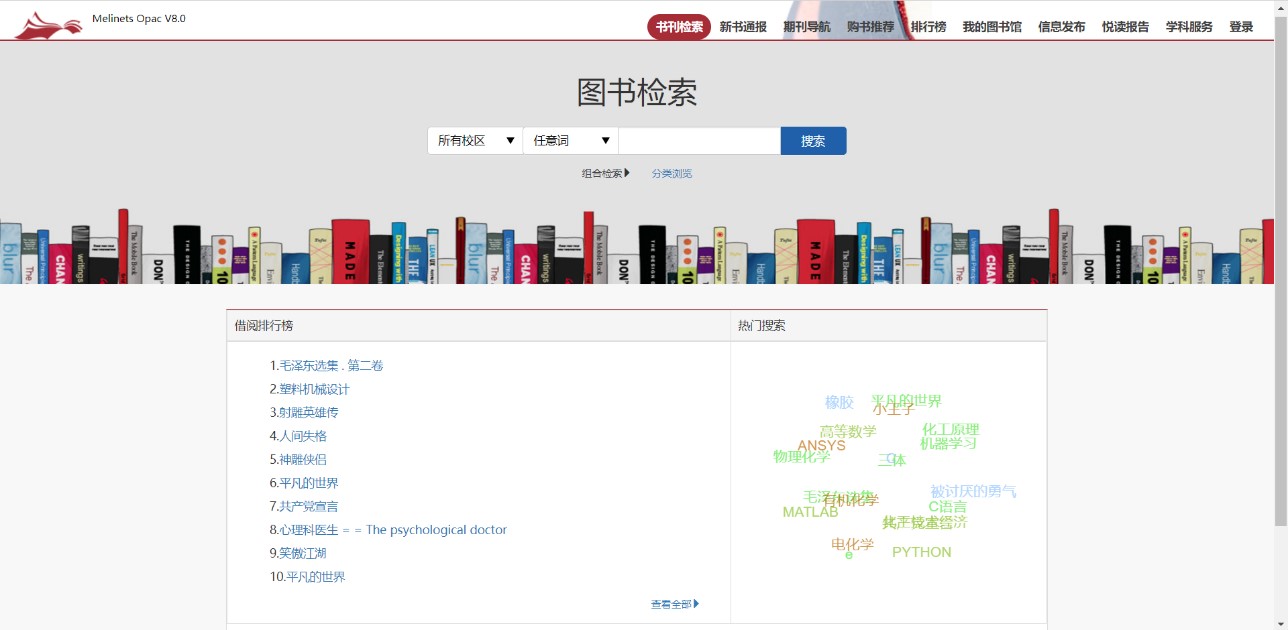 Melinets Opac V8.0
书刊检索 新书通报 期刊导航 购书推荐 排行榜 我的图书馆 信息发布 悦读报告 学科服务 登录
图书检索
所有校区 任意词 搜索
组合检索 分类浏览
借阅排行榜
1.毛泽东选集 . 第二卷
2.塑料机械设计
3.射雕英雄传
4.人间失格
5.神雕侠侣
6.平凡的世界
7.共产党宣言
8.心理科医生 = = The psychological doctor
9.笑傲江湖
10.平凡的世界
查看全部
热门搜索
橡胶 平凡的世界
小王子
高等数学 化工原理
ANSYS 机器学习
物理化学 三体
C
被讨厌的勇气
毛泽东选集
有机化学 C语言
MATLAB
化工技术经济
共产党宣言
电化学
e PYTHON